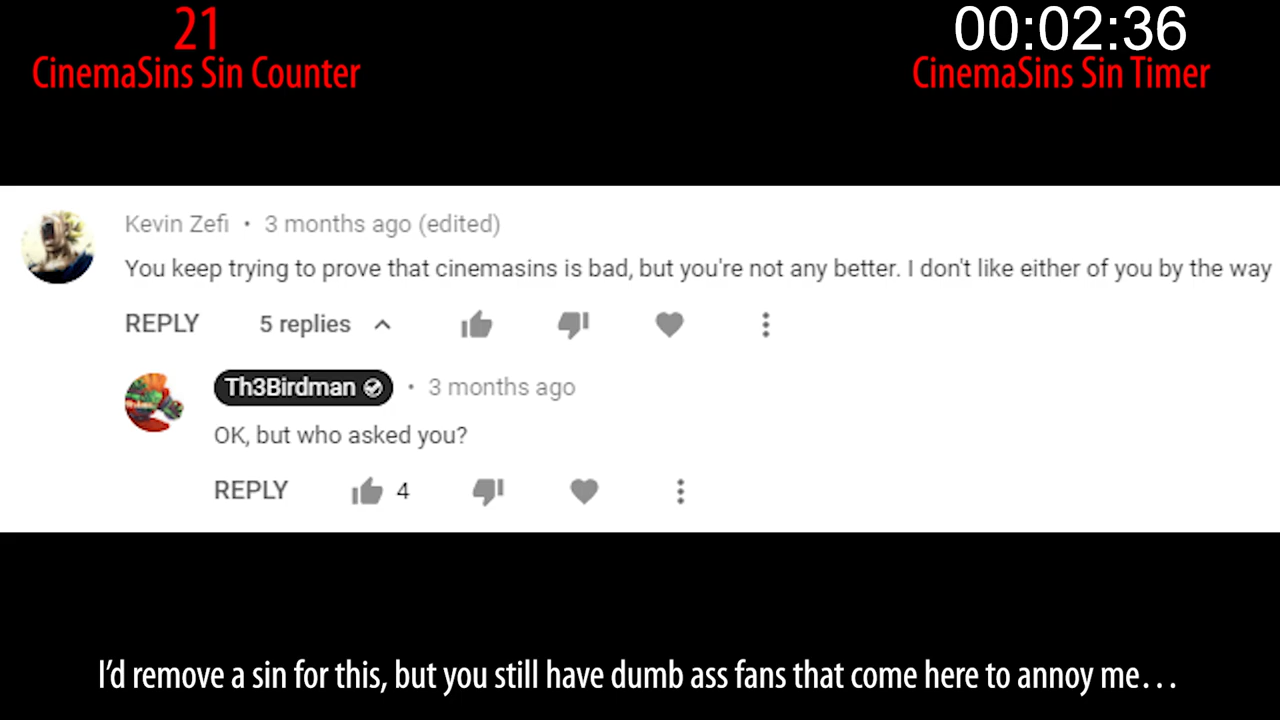 21
CinemaSins Sin Counter
00:02:36
CinemaSins Sin Timer
Kevin Zefi • 3 months ago (edited)
You keep trying to prove that cinemasins is bad, but you're not any better. I don't like either of you by the way
REPLY 5 replies
Th3Birdman • 3 months ago
OK, but who asked you?
REPLY 4
I'd remove a sin for this, but you still have dumb ass fans that come here to annoy me...